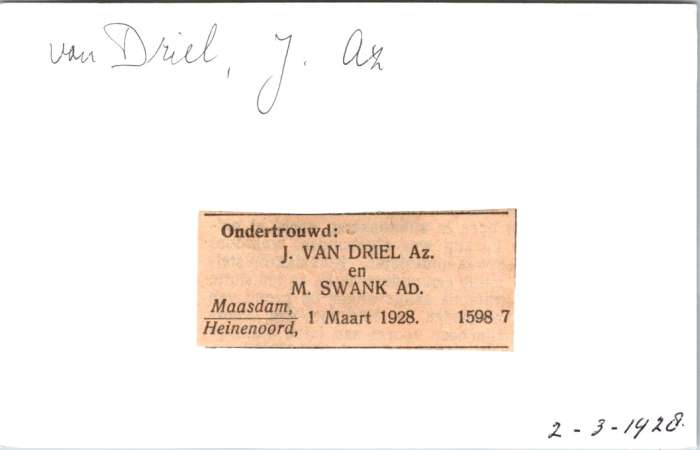 van Driel, J. Az
Ondertrouwd:
J. VAN DRIEL Az.
en
M. SWANK AD.
Maasdam,
Heinenoord, 1 Maart 1928. 1598 7
2-3-1928.